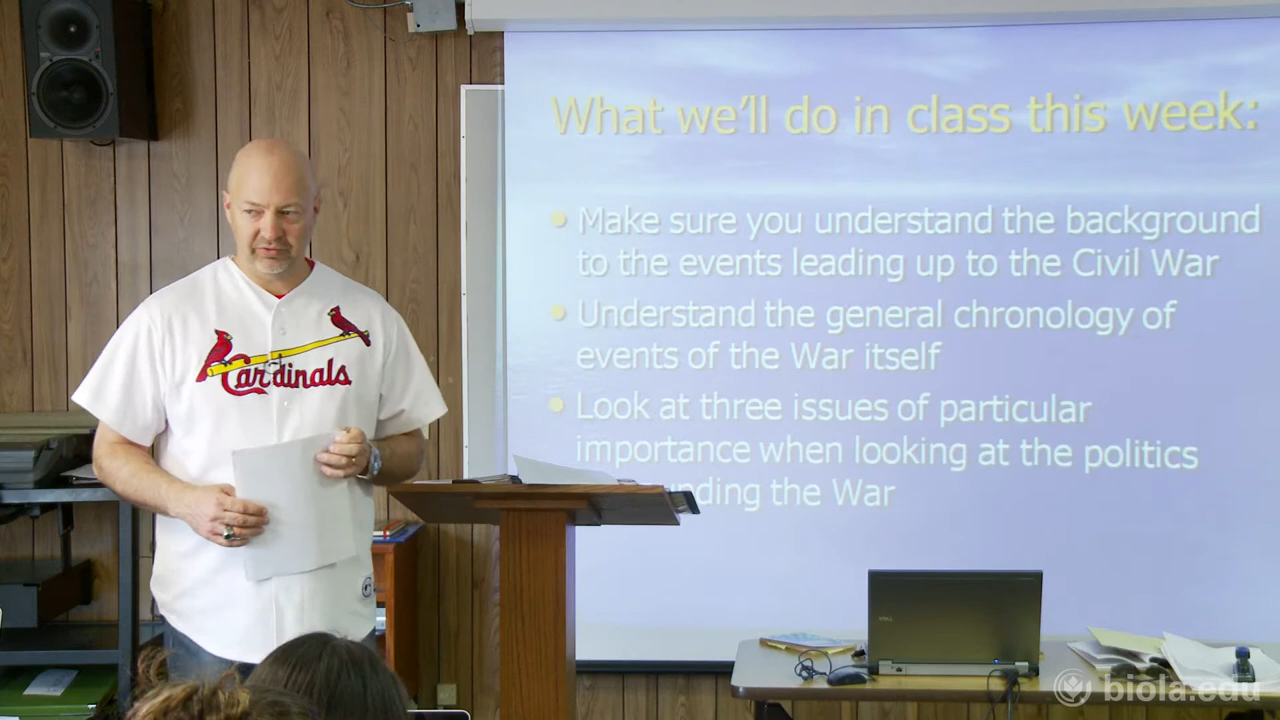 What we'll do in class this week:
• Make sure you understand the background
to the events leading up to the Civil War
• Understand the general chronology of
events of the War itself
• Look at three issues of particular
importance when looking at the politics
the War
Cardinals
DELL
biola.edu